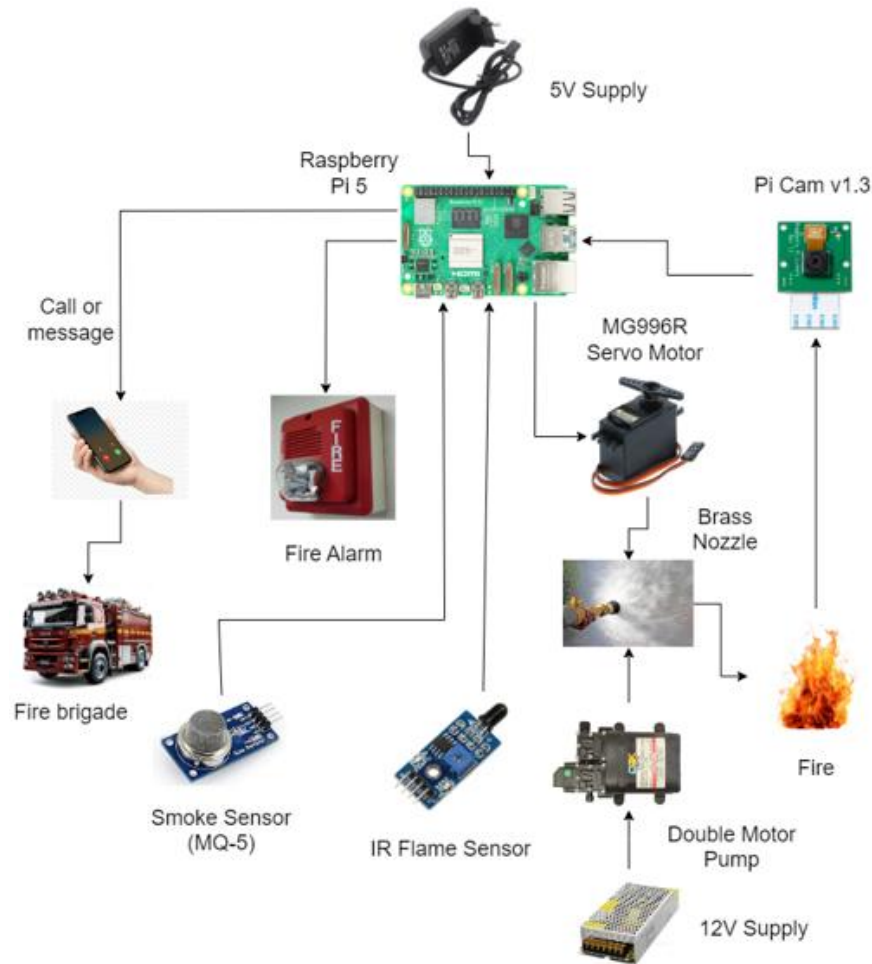 5V Supply
Raspberry
Pi 5
Pi Cam v1.3
HDMI
Call or
message
MG996R
Servo Motor
FIRE
Fire Alarm
Brass
Nozzle
Fire brigade
Smoke Sensor
(MQ-5)
IR Flame Sensor
Fire
Double Motor
Pump
12V Supply